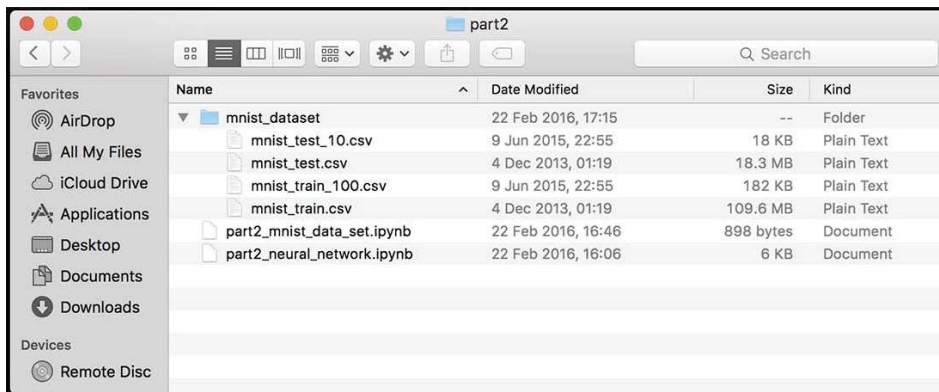 part2
Search
Favorites
AirDrop
All My Files
iCloud Drive
Applications
Desktop
Documents
Downloads
Devices
Remote Disc
Name Date Modified Size Kind
mnist_dataset 22 Feb 2016, 17:15 -- Folder
mnist_test_10.csv 9 Jun 2015, 22:55 18 KB Plain Text
mnist_test.csv 4 Dec 2013, 01:19 18.3 MB Plain Text
mnist_train_100.csv 9 Jun 2015, 22:55 182 KB Plain Text
mnist_train.csv 4 Dec 2013, 01:19 109.6 MB Plain Text
part2_mnist_data_set.ipynb 22 Feb 2016, 16:46 898 bytes Document
part2_neural_network.ipynb 22 Feb 2016, 16:06 6 KB Document